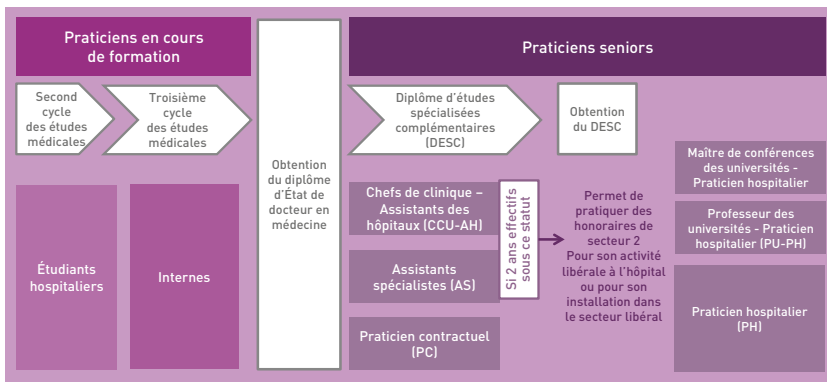 Praticiens en cours
de formation
Praticiens seniors
Second
cycle
des études
médicales
Troisième
cycle
des études
médicales
Obtention
du diplôme
d'État de
docteur en
médecine
Diplôme d'études
spécialisées
complémentaires
(DESC)
Obtention
du DESC
Étudiants
hospitaliers
Internes
Chefs de clinique –
Assistants des
hôpitaux (CCU-AH)
Assistants
spécialistes (AS)
Praticien contractuel
(PC)
Si 2 ans effectifs
sous ce statut
Permet de
pratiquer des
honoraires de
secteur 2
Pour son activité
libérale à l'hôpital
ou pour son
installation dans
le secteur libéral
Maître de conférences
des universités -
Praticien hospitalier
Professeur des
universités - Praticien
hospitalier (PU-PH)
Praticien hospitalier
(PH)